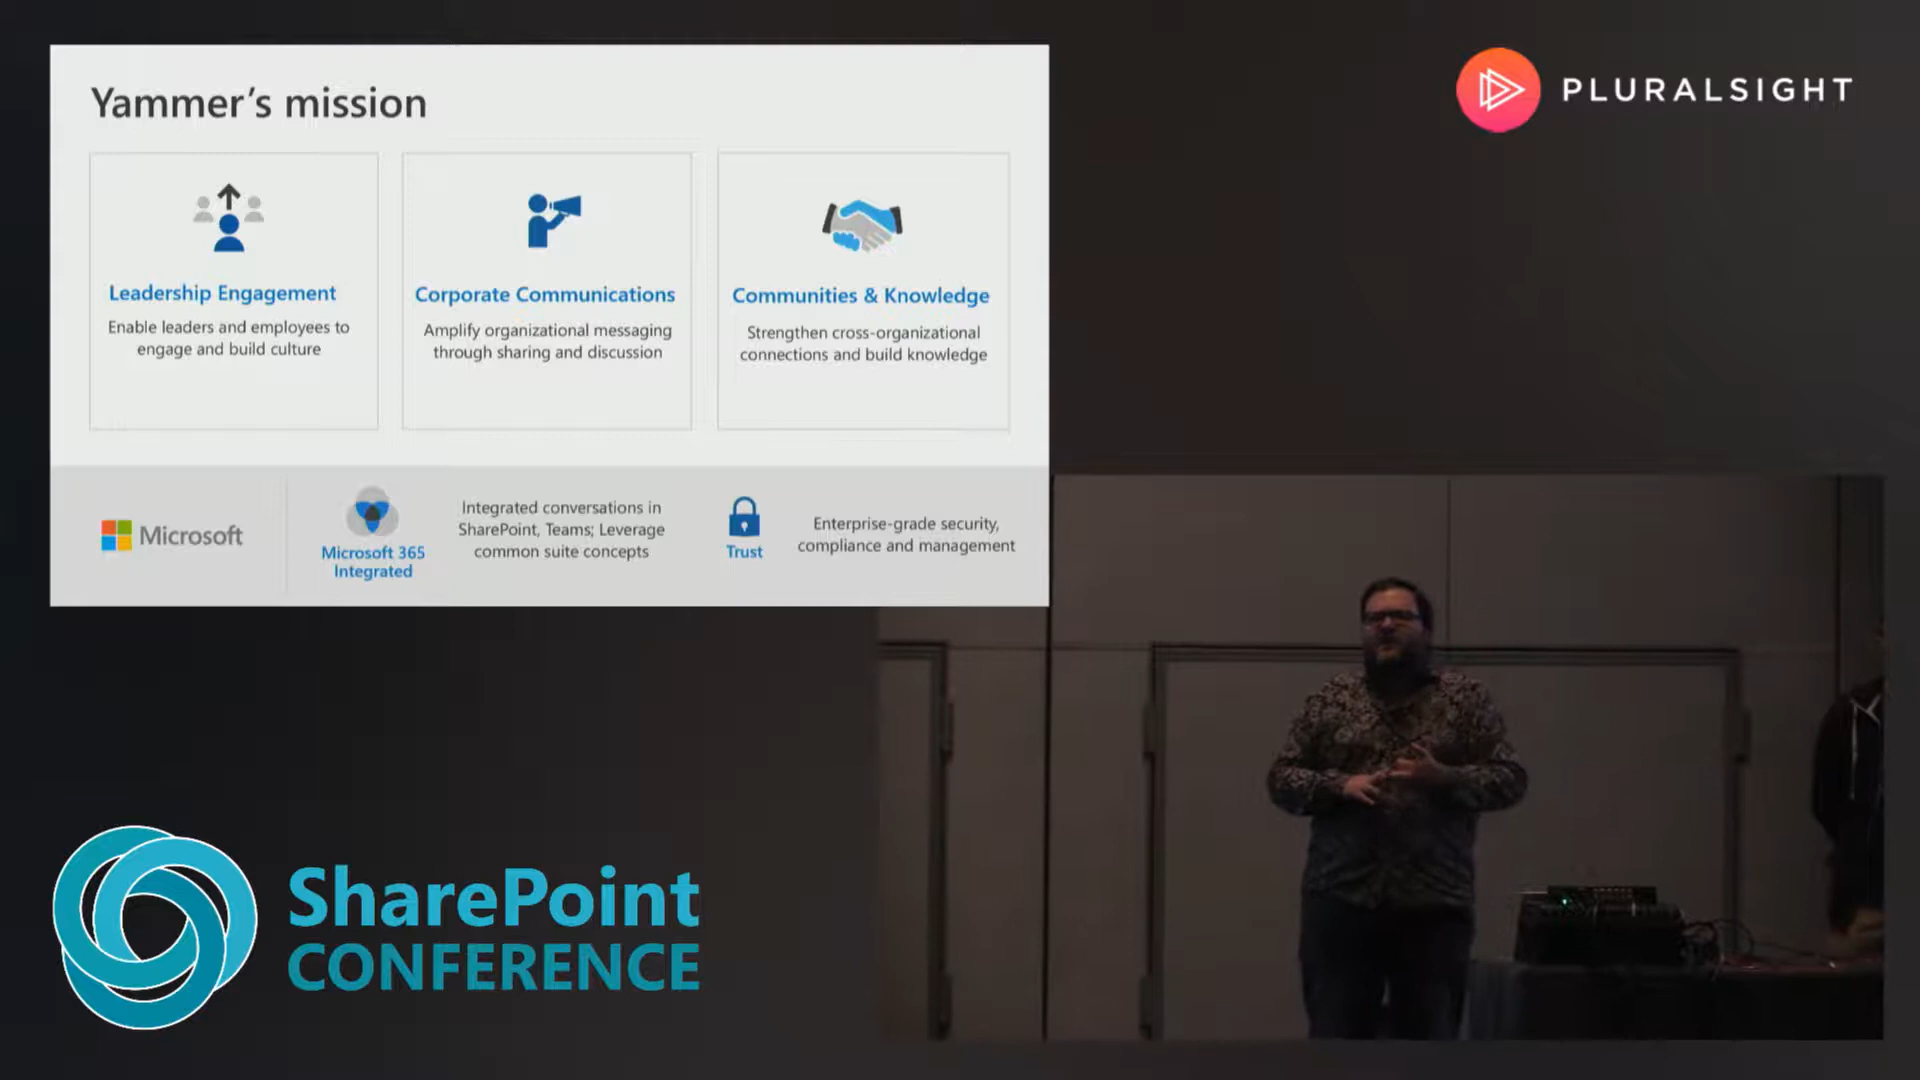 Yammer's mission
Leadership Engagement
Enable leaders and employees to
engage and build culture
Corporate Communications
Amplify organizational messaging
through sharing and discussion
Communities & Knowledge
Strengthen cross-organizational
connections and build knowledge
Microsoft
Microsoft 365
Integrated
Integrated conversations in
SharePoint, Teams; Leverage
common suite concepts
Trust
Enterprise-grade security,
compliance and management
PLURALSIGHT
SharePoint
CONFERENCE